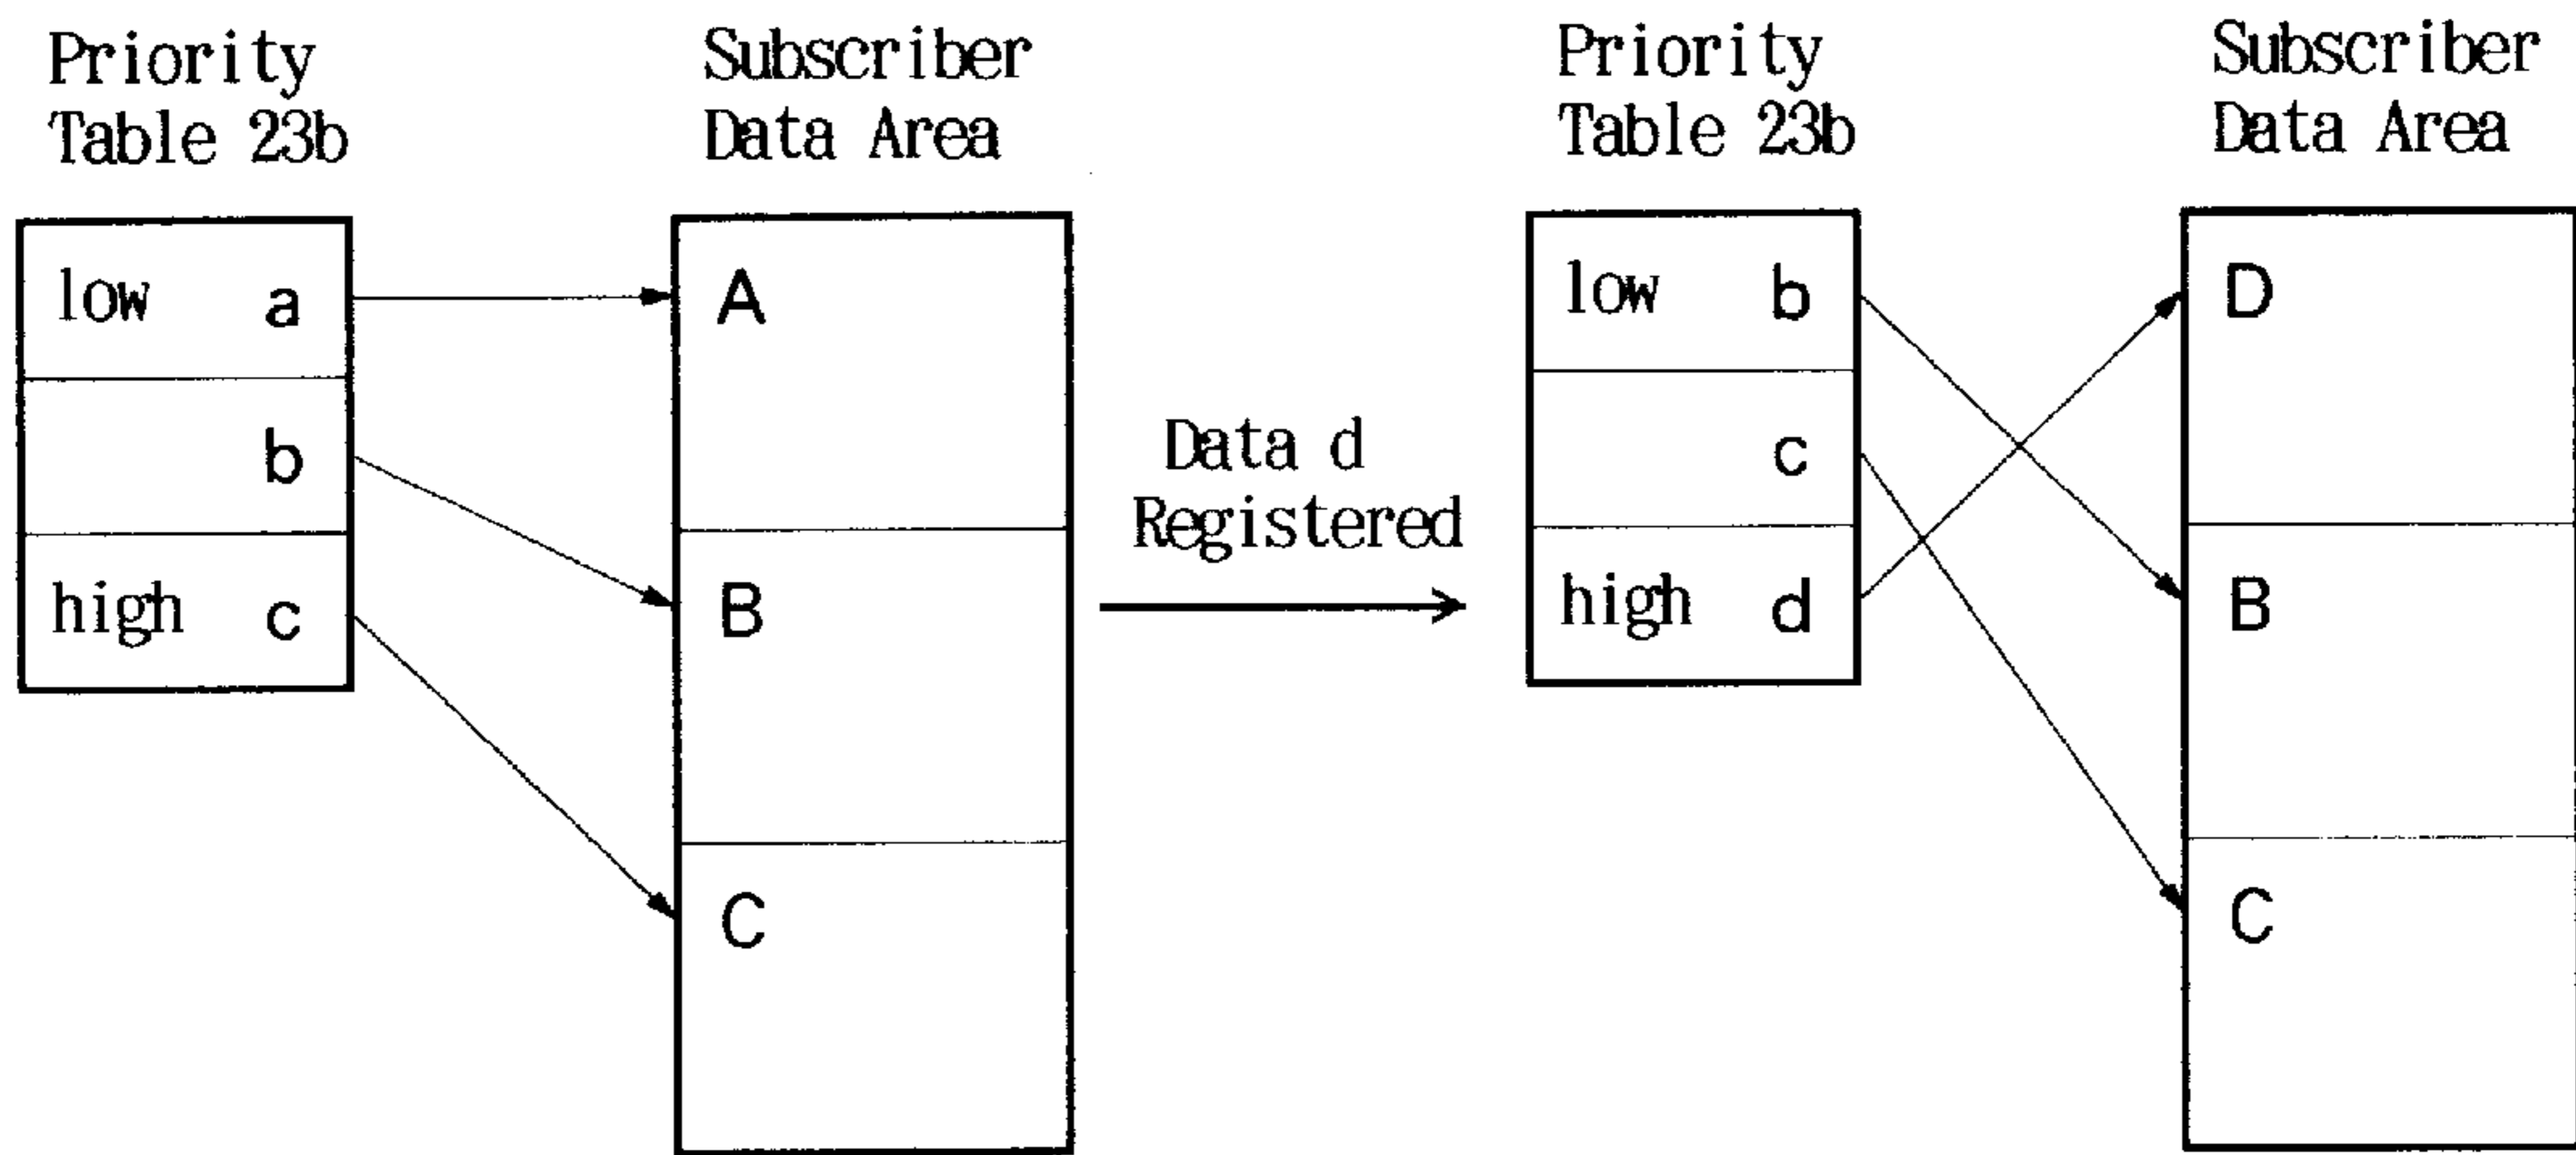 Priority
Table 23b
Subscriber
Data Area
low a
b
high c
A
B
C
Data d
Registered
Priority
Table 23b
Subscriber
Data Area
low b
c
high d
D
B
C